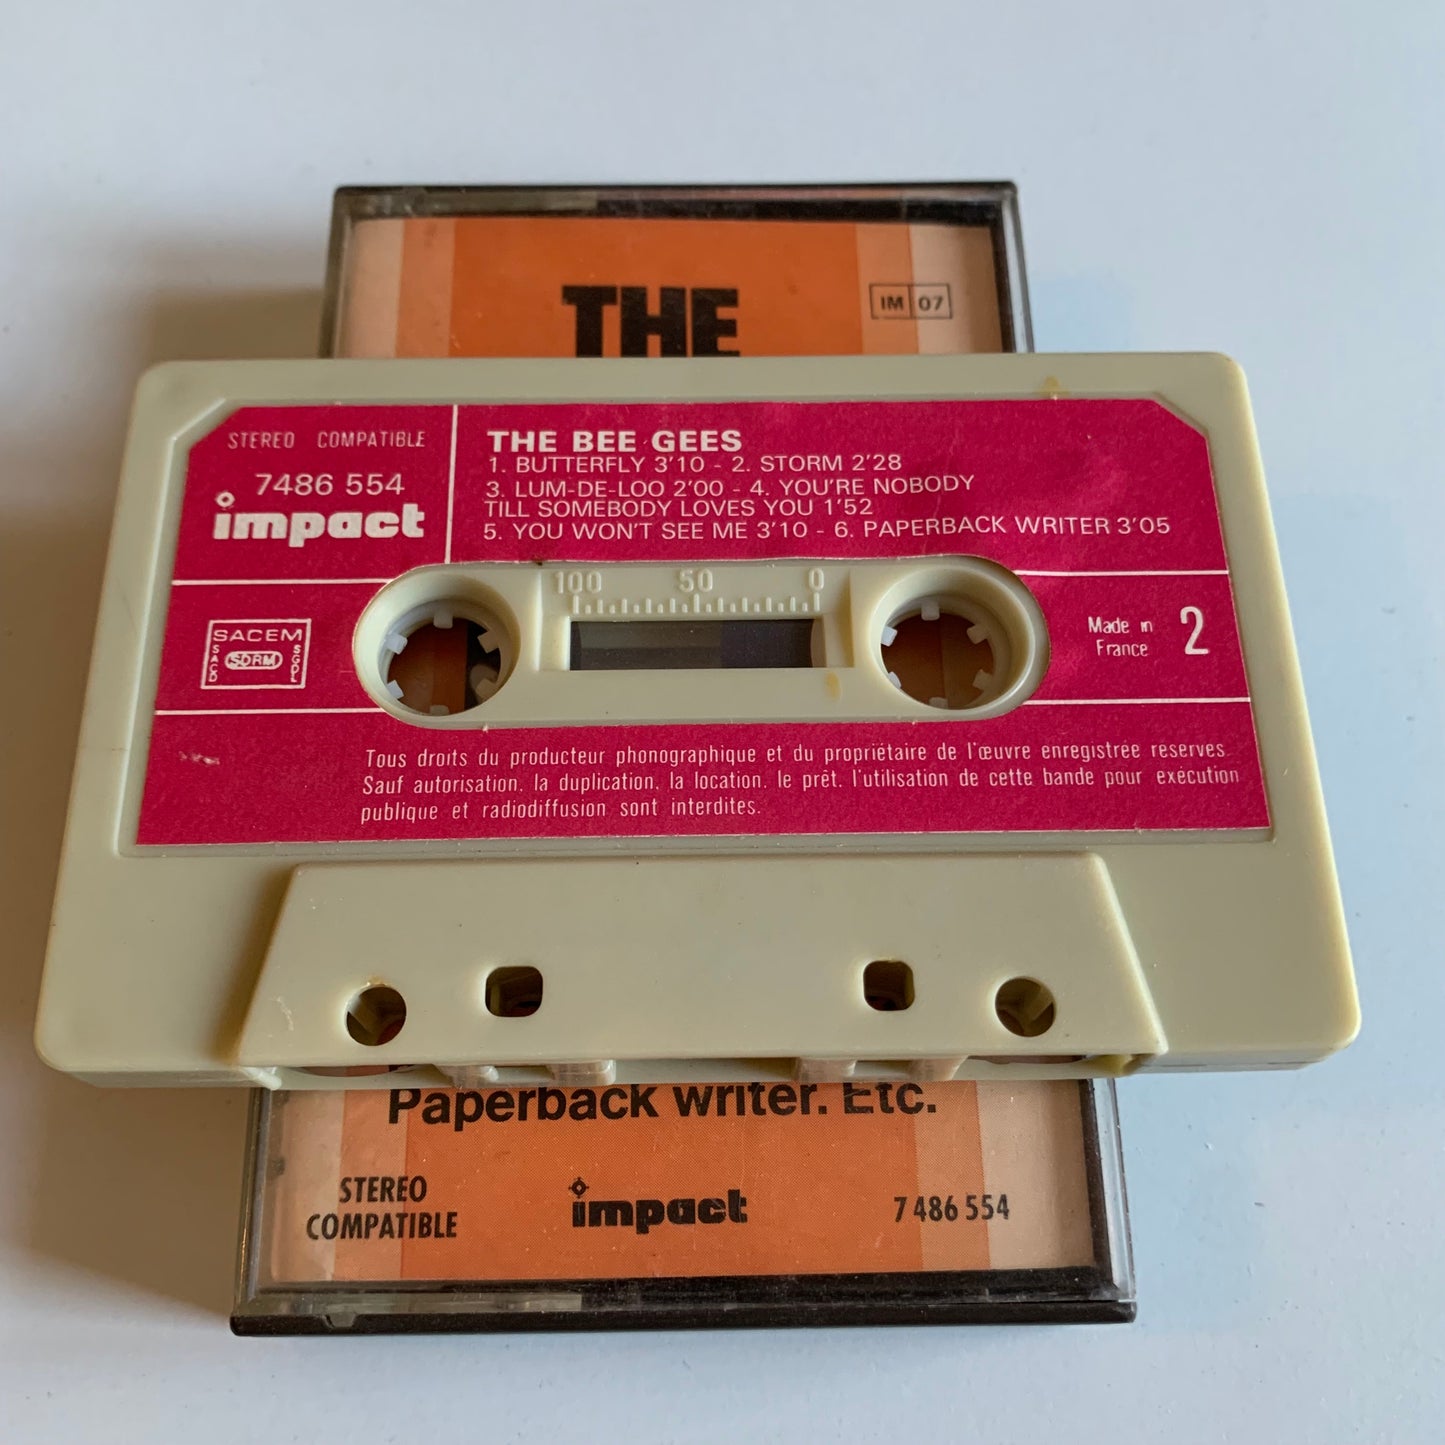 THE
IM 07
STEREO COMPATIBLE
7486 554
impact
THE BEE GEES
1. BUTTERFLY 3'10 - 2. STORM 2'28
3. LUM-DE-LOO 2'00 - 4. YOU'RE NOBODY
TILL SOMEBODY LOVES YOU 1'52
5. YOU WON'T SEE ME 3'10 - 6. PAPERBACK WRITER 3'05
100 50 0
SACEM
SACD SDRM SGDL
Made in
France
2
Tous droits du producteur phonographique et du propriétaire de l'œuvre enregistrée reserves.
Sauf autorisation, la duplication, la location, le prêt, l'utilisation de cette bande pour exécution
publique et radiodiffusion sont interdites.
Paperback writer. Etc.
STEREO
COMPATIBLE
impact
7 486 554